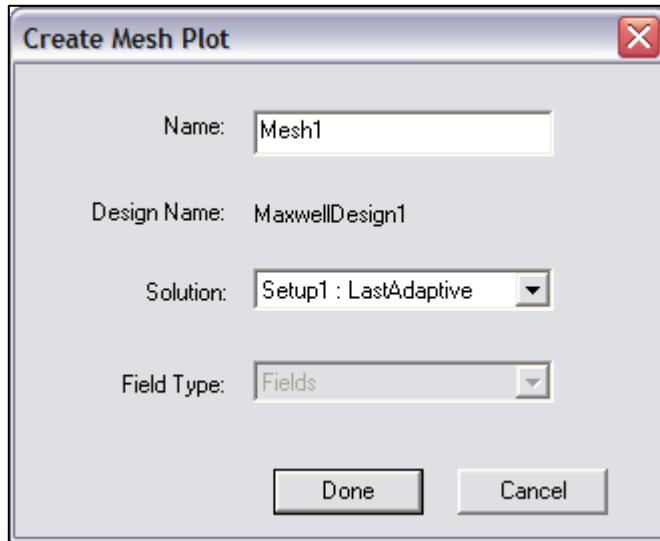 Create Mesh Plot
Name: Mesh1
Design Name: MaxwellDesign1
Solution: Setup1 : LastAdaptive
Field Type: Fields
Done Cancel